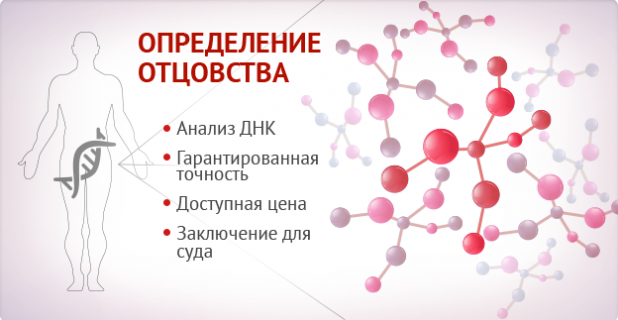 ОПРЕДЕЛЕНИЕ
ОТЦОВСТВА
• Анализ ДНК
• Гарантированная
точность
• Доступная цена
• Заключение для
суда